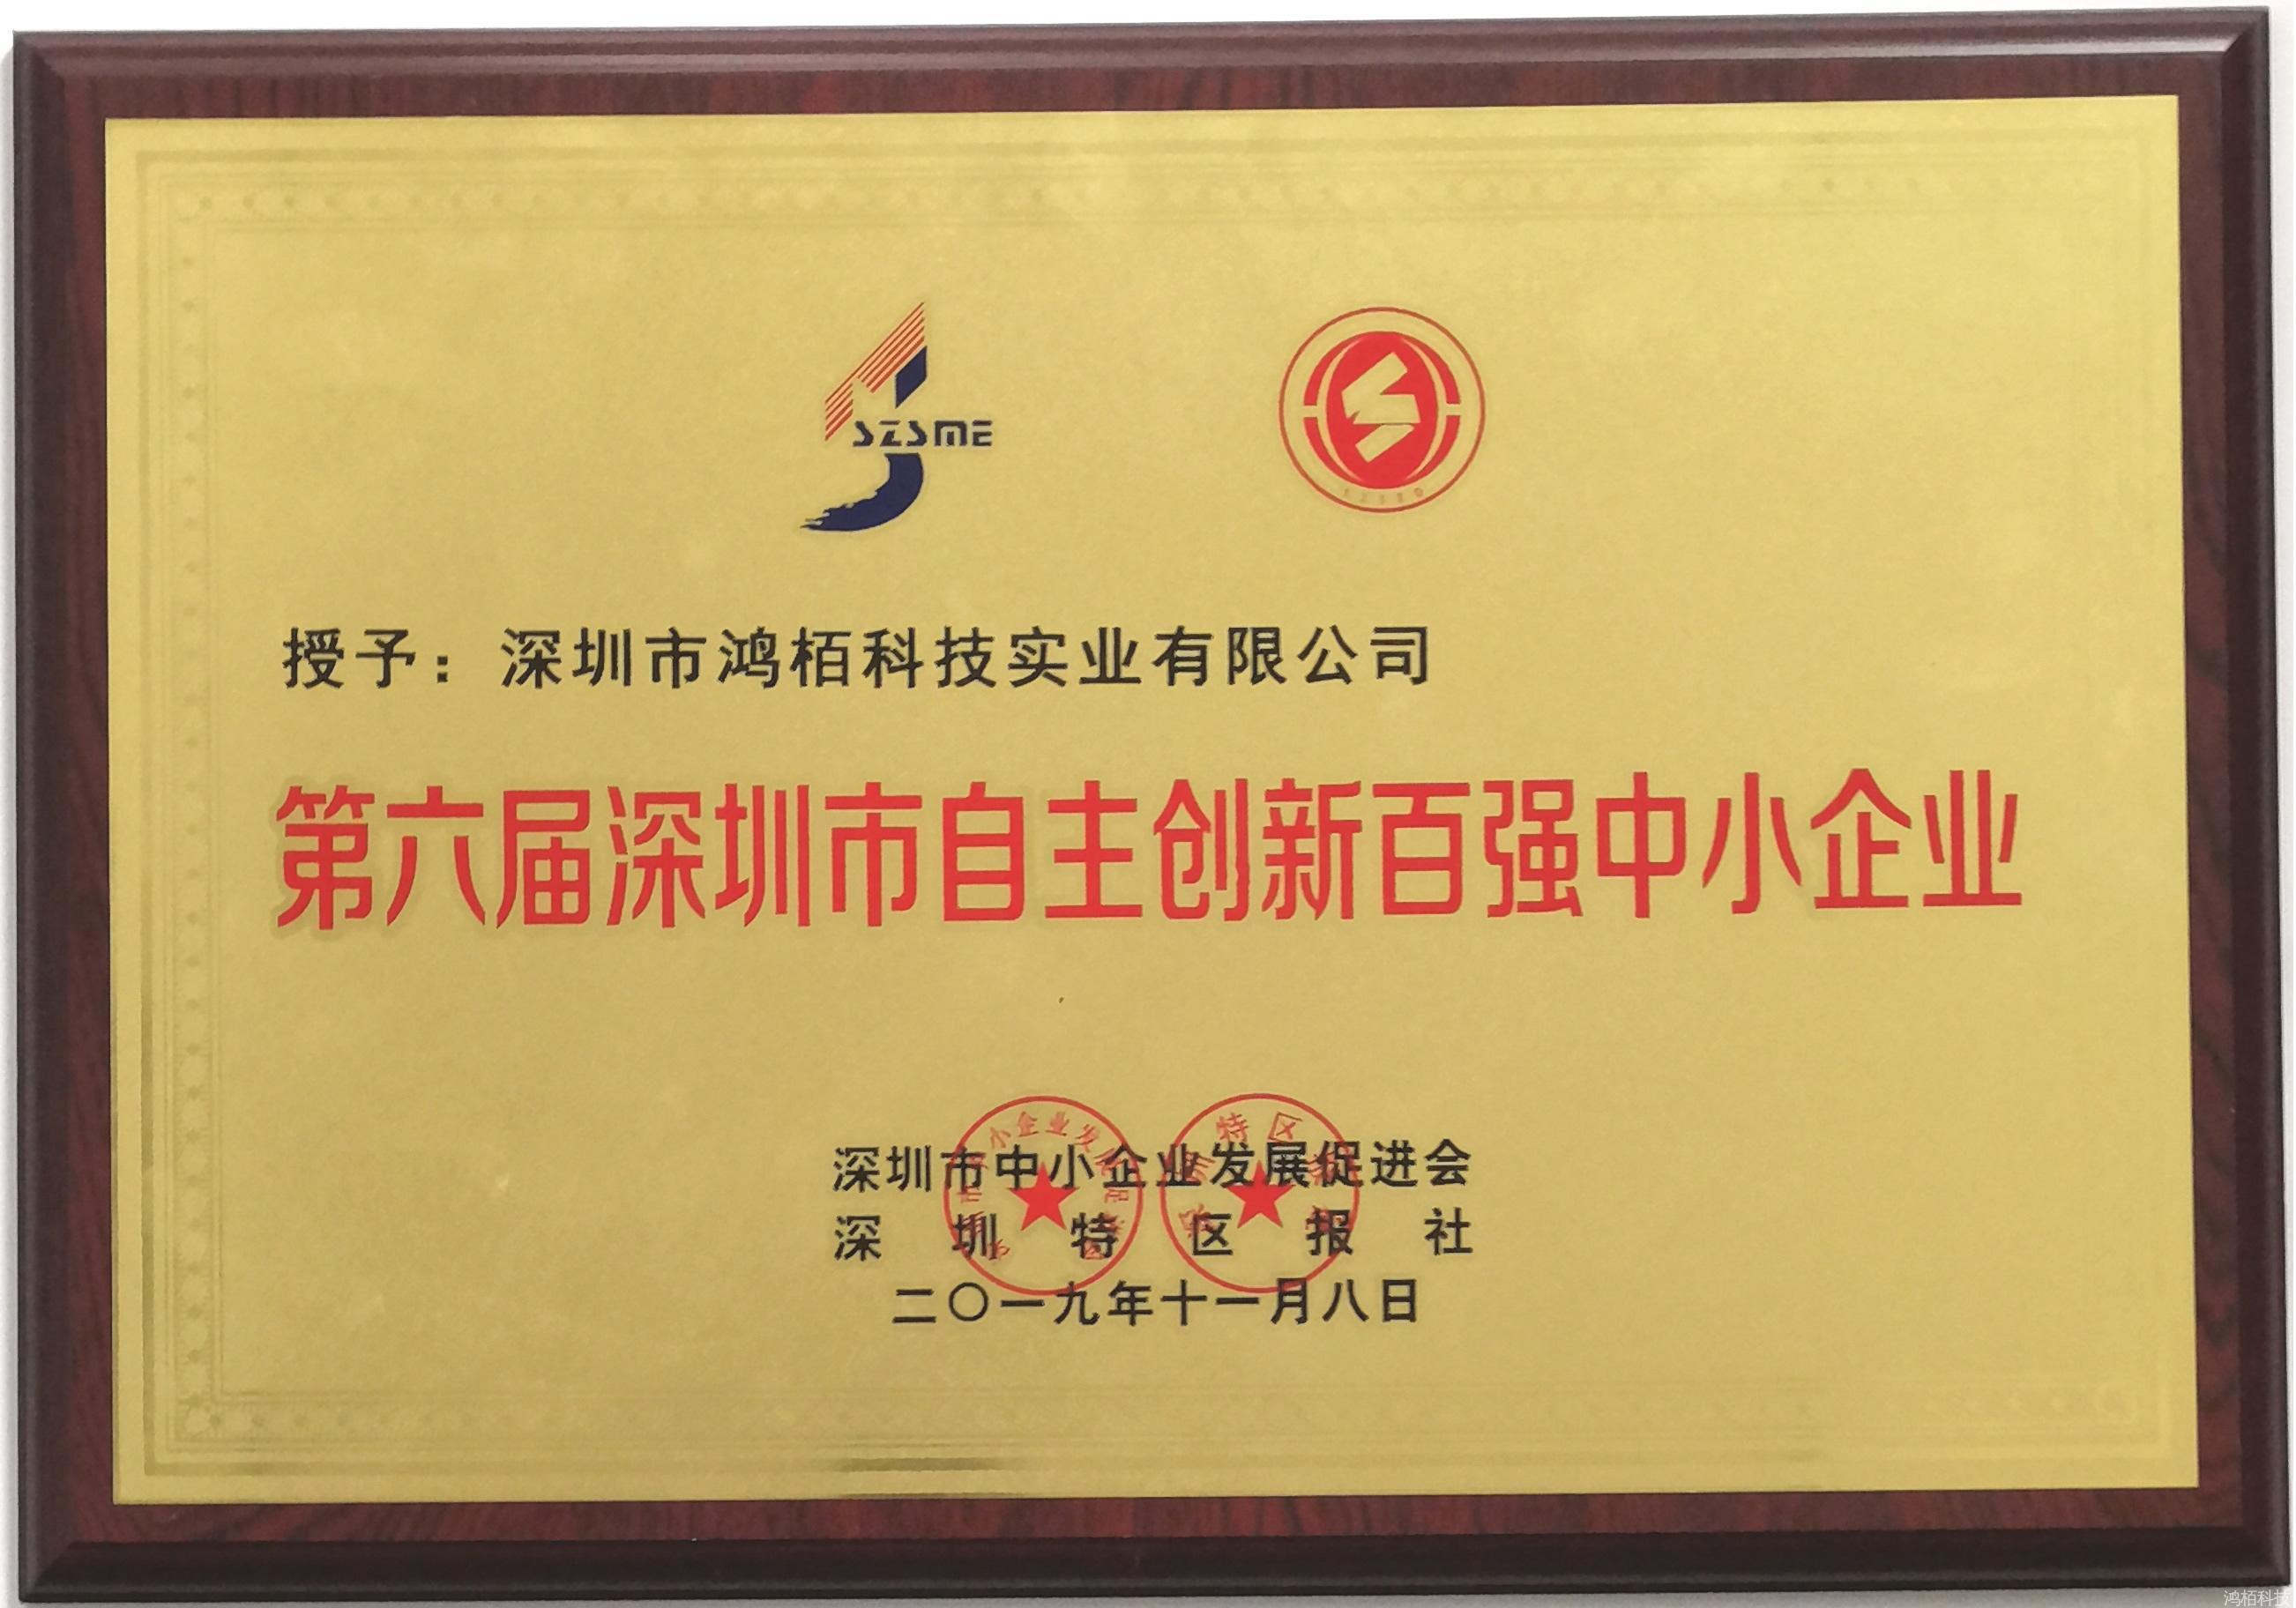 SZSME
授予：深圳市鸿栢科技实业有限公司
第六届深圳市自主创新百强中小企业
深圳市中小企业发展促进会
深圳特区报社
二〇一九年十一月八日
鸿栢科技